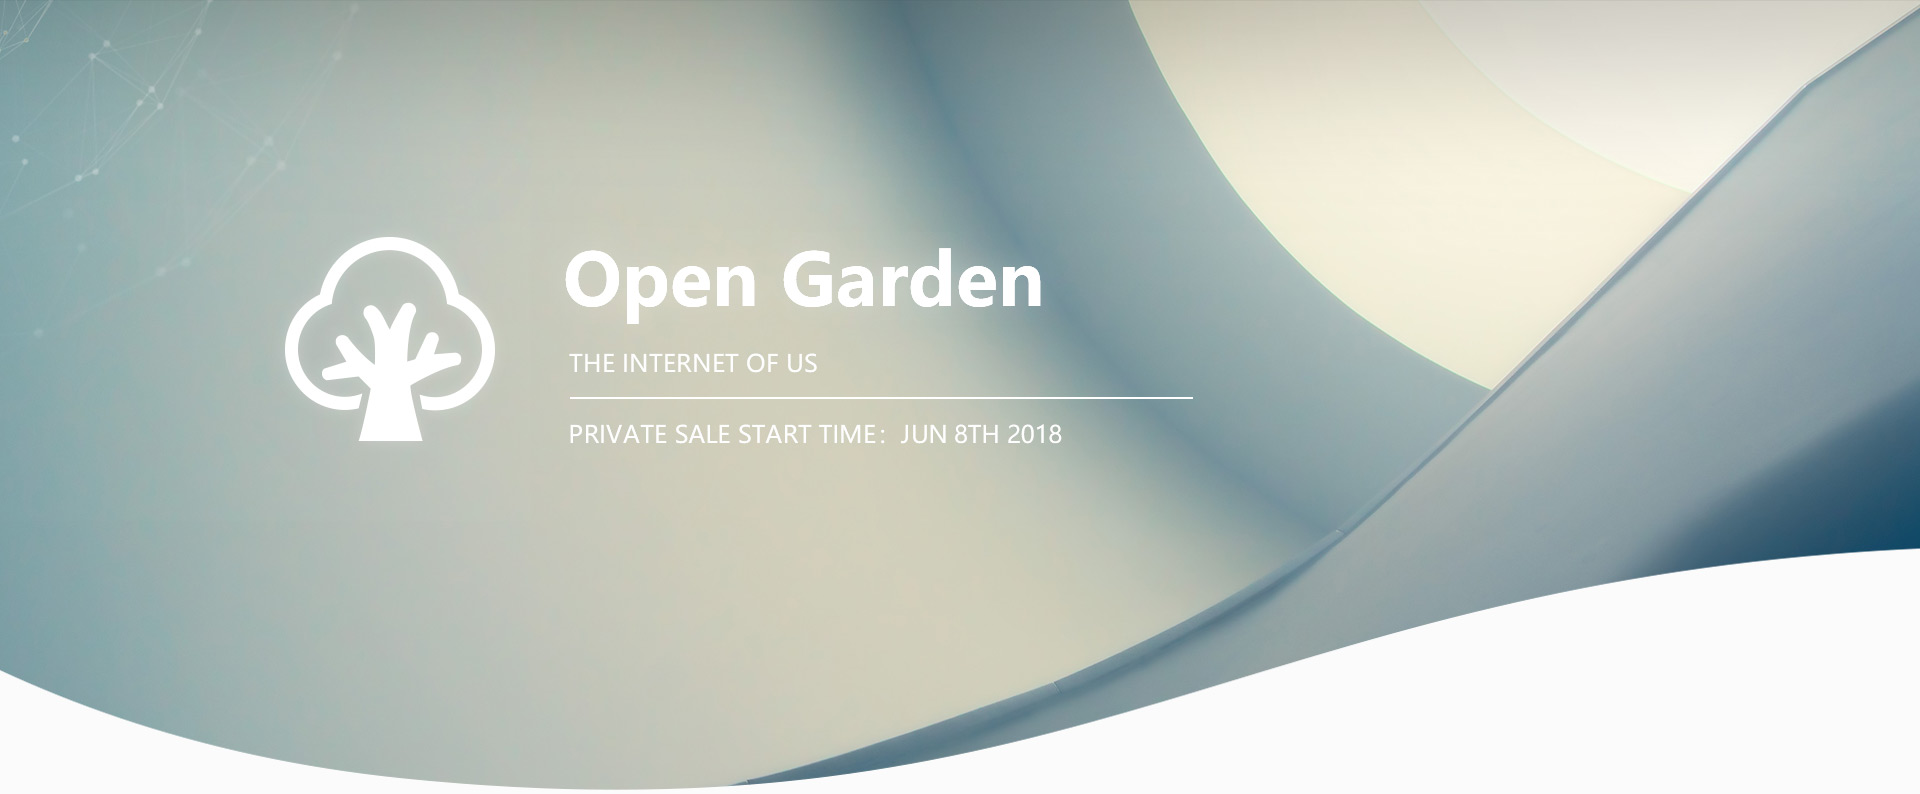 Open Garden
THE INTERNET OF US
PRIVATE SALE START TIME：JUN 8TH 2018